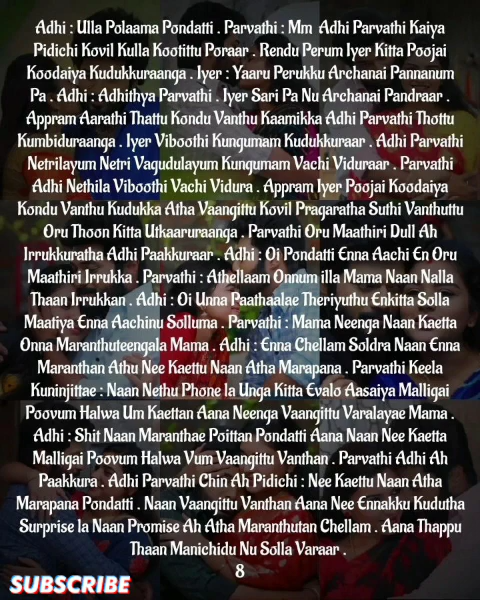 Adhi : Ulla Polaama Pondatti . Parvathi : Mm Adhi Parvathi Kaiya
Pidichi Kovil Kulla Kootittu Poraar . Rendu Perum Iyer Kitta Poojai
Koodaiya Kudukkuraanga . Iyer : Yaaru Perukku Archanai Pannanum
Pa . Adhi : Adhithya Parvathi . Iyer Sari Pa Nu Archanai Pandraar .
Appram Aarathi Thattu Kondu Vanthu Kaamikka Adhi Parvathi Thottu
Kumbiduraanga . Iyer Viboothi Kungumam Kudukkuraar . Adhi Parvathi
Netrilayum Netri Vagudulayum Kungumam Vachi Viduraar . Parvathi
Adhi Nethila Viboothi Vachi Vidura . Appram Iyer Poojai Koodaiya
Kondu Vanthu Kudukka Atha Vaangittu Kovil Pragaratha Suthi Vanthuttu
Oru Thoon Kitta Utkaaruraanga . Parvathi Oru Maathiri Dull Ah
Irrukkuratha Adhi Paakkuraar . Adhi : Oi Pondatti Enna Aachi En Oru
Maathiri Irrukka . Parvathi : Athellaam Onnum illa Mama Naan Nalla
Thaan Irrukkan . Adhi : Oi Unna Paathaalae Theriyuthu Enkitta Solla
Maatiya Enna Aachinu Solluma . Parvathi : Mama Neenga Naan Kaetta
Onna Maranthuteengala Mama . Adhi : Enna Chellam Soldra Naan Enna
Maranthan Athu Nee Kaettu Naan Atha Marapana . Parvathi Keela
Kuninjittae : Naan Nethu Phone la Unga Kitta Evalo Aasaiya Malligai
Poovum Halwa Um Kaettan Aana Neenga Vaangittu Varalayae Mama .
Adhi : Shit Naan Maranthae Poittan Pondatti Aana Naan Nee Kaetta
Malligai Poovum Halwa Vum Vaangittu Vanthan . Parvathi Adhi Ah
Paakkura . Adhi Parvathi Chin Ah Pidichi : Nee Kaettu Naan Atha
Marapana Pondatti . Naan Vaangittu Vanthan Aana Nee Ennakku Kudutha
Surprise la Naan Promise Ah Atha Maranthutan Chellam . Aana Thappu
Thaan Manichidu Nu Solla Varaar .
8
SUBSCRIBE